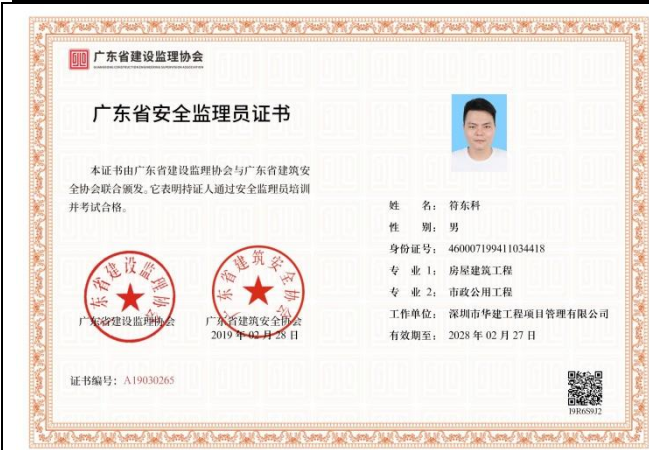 广东省建设监理协会
广东省安全监理员证书
本证书由广东省建设监理协会与广东省建筑安
全协会联合颁发。它表明持证人通过安全监理员培训
并考试合格。
广东省建设监理协会
广东省建筑安全协会
2019 年 02 月 28 日
姓 名： 符东科
性 别： 男
身份证号： 460007199411034418
专 业 1： 房屋建筑工程
专 业 2： 市政公用工程
工作单位： 深圳市华建工程项目管理有限公司
有效期至： 2028 年 02 月 27 日
证书编号： A19030265
I9R6S9J2